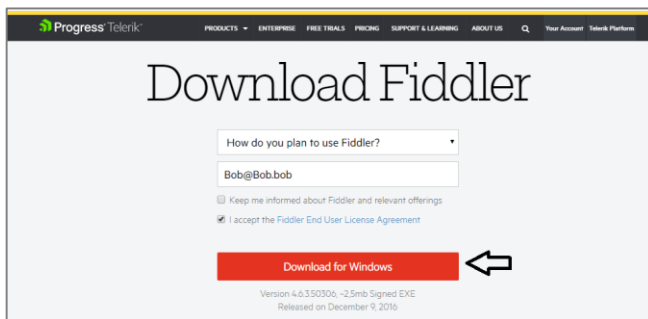 Progress Telerik
PRODUCTS ENTERPRISE FREE TRIALS PRICING SUPPORT & LEARNING ABOUT US Your Account Telerik Platform
Download Fiddler
How do you plan to use Fiddler?
Bob@Bob.bob
Keep me informed about Fiddler and relevant offerings
I accept the Fiddler End User License Agreement
Download for Windows
Version 4.6.3.50306, ~2,5mb Signed EXE
Released on December 9, 2016